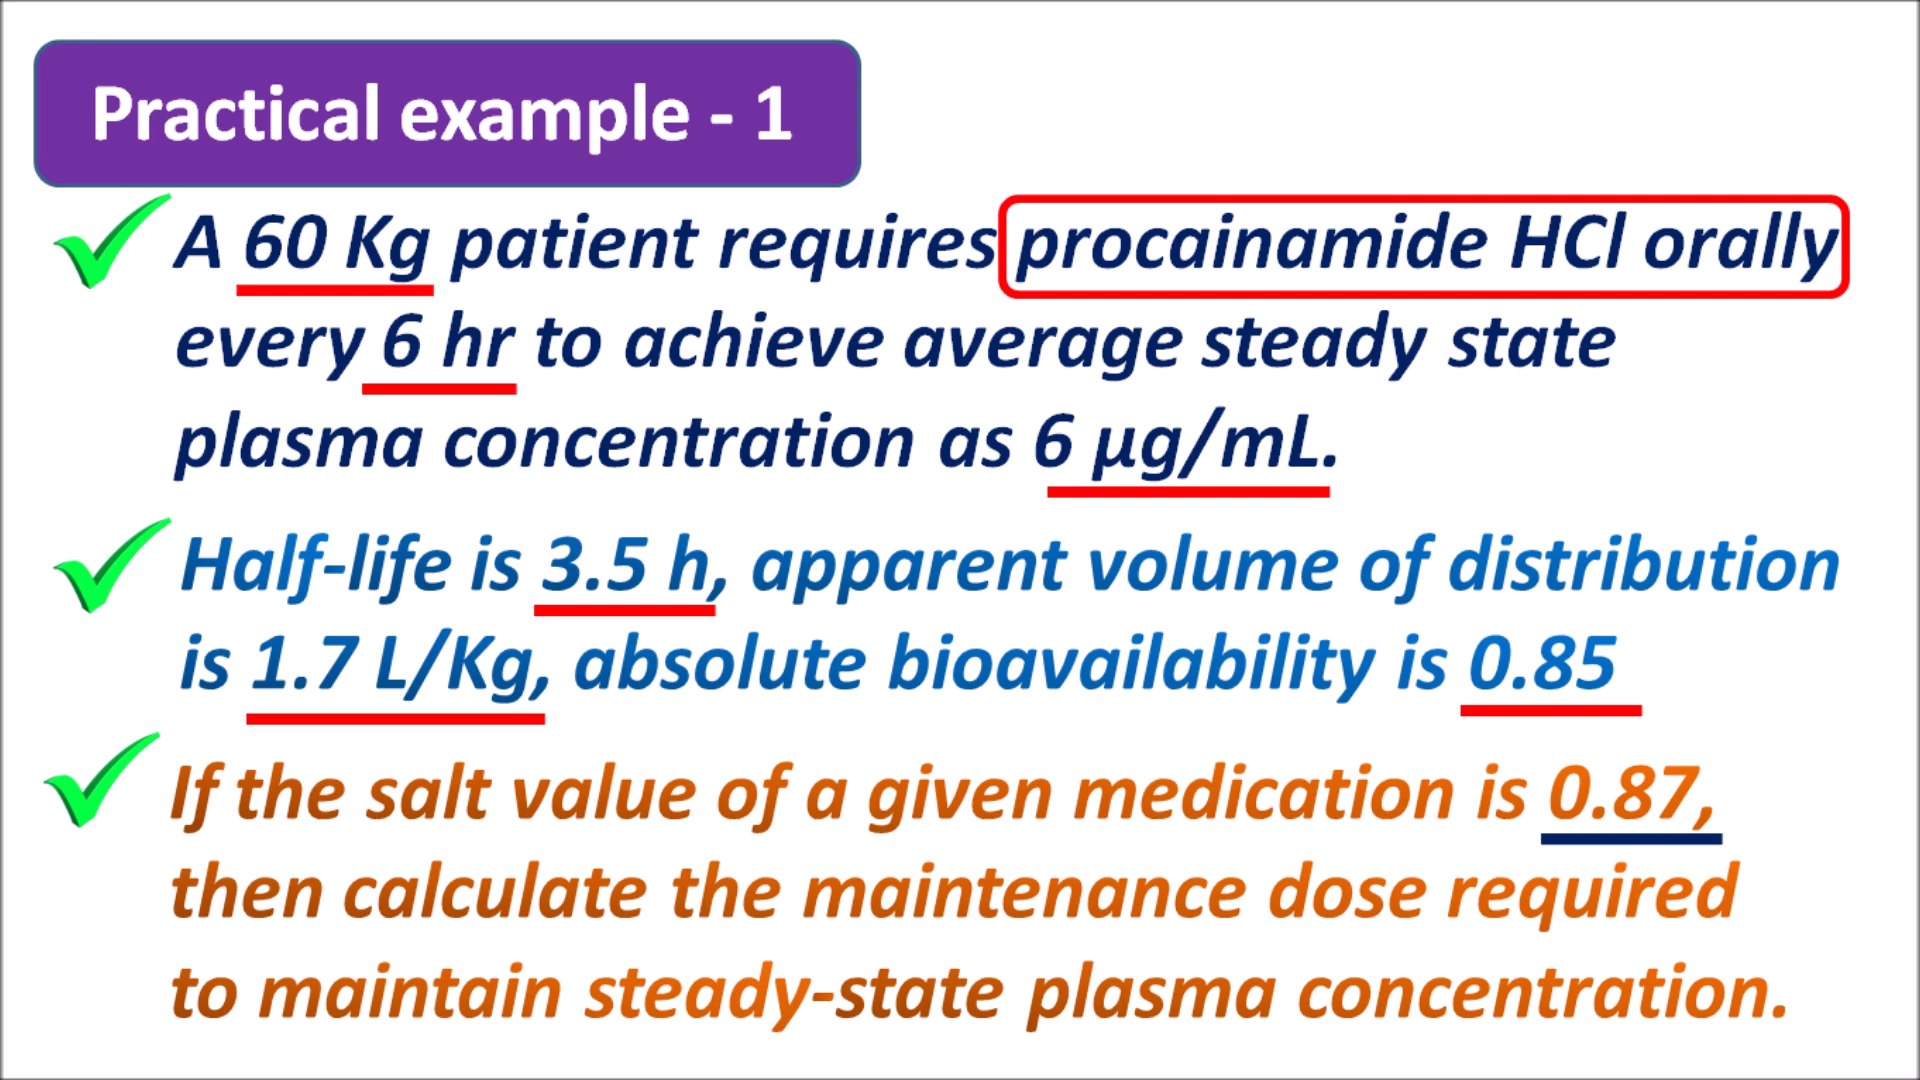 Practical example - 1
A 60 Kg patient requires procainamide HCl orally
every 6 hr to achieve average steady state
plasma concentration as 6 µg/mL.
Half-life is 3.5 h, apparent volume of distribution
is 1.7 L/Kg, absolute bioavailability is 0.85
If the salt value of a given medication is 0.87,
then calculate the maintenance dose required
to maintain steady-state plasma concentration.